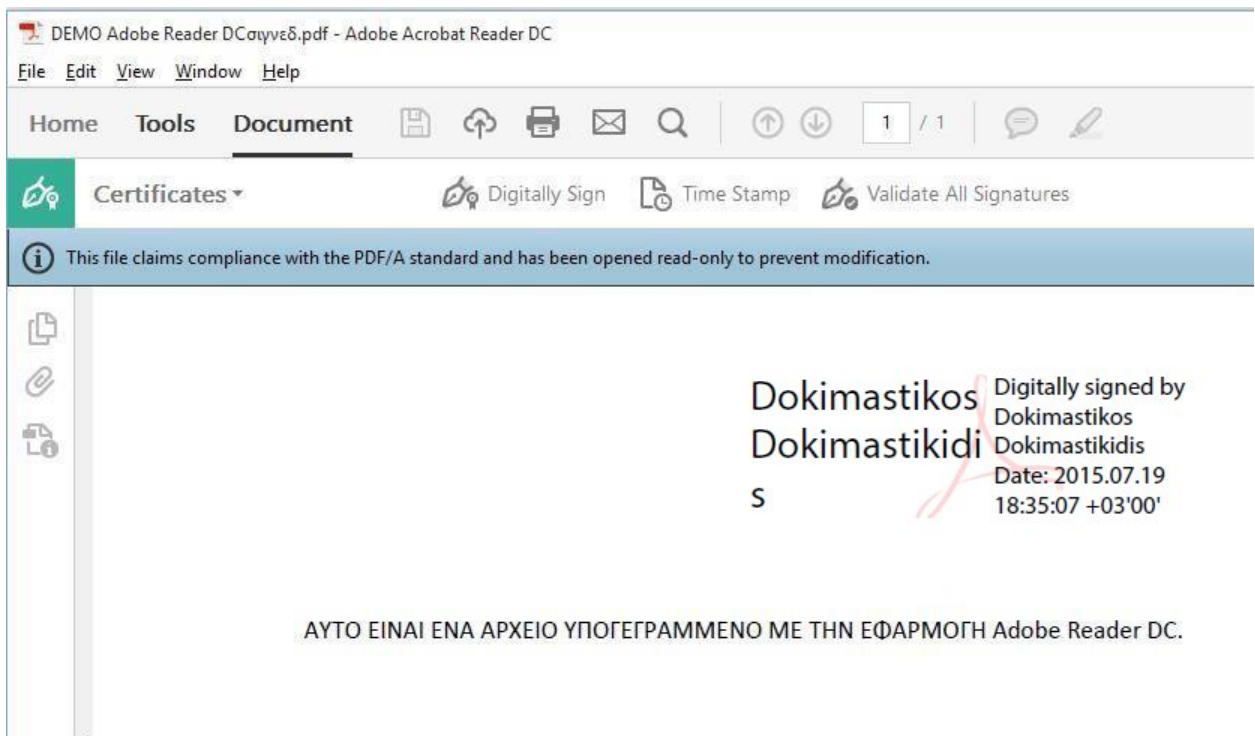 DEMO Adobe Reader DCσιγνεδ.pdf - Adobe Acrobat Reader DC
File Edit View Window Help
Home Tools Document 1 / 1
Certificates Digitally Sign Time Stamp Validate All Signatures
This file claims compliance with the PDF/A standard and has been opened read-only to prevent modification.
Dokimastikos
Dokimastikidi
s
Digitally signed by
Dokimastikos
Dokimastikidis
Date: 2015.07.19
18:35:07 +03'00'
ΑΥΤΟ ΕΙΝΑΙ ΕΝΑ ΑΡΧΕΙΟ ΥΠΟΓΕΓΡΑΜΜΕΝΟ ΜΕ ΤΗΝ ΕΦΑΡΜΟΓΗ Adobe Reader DC.